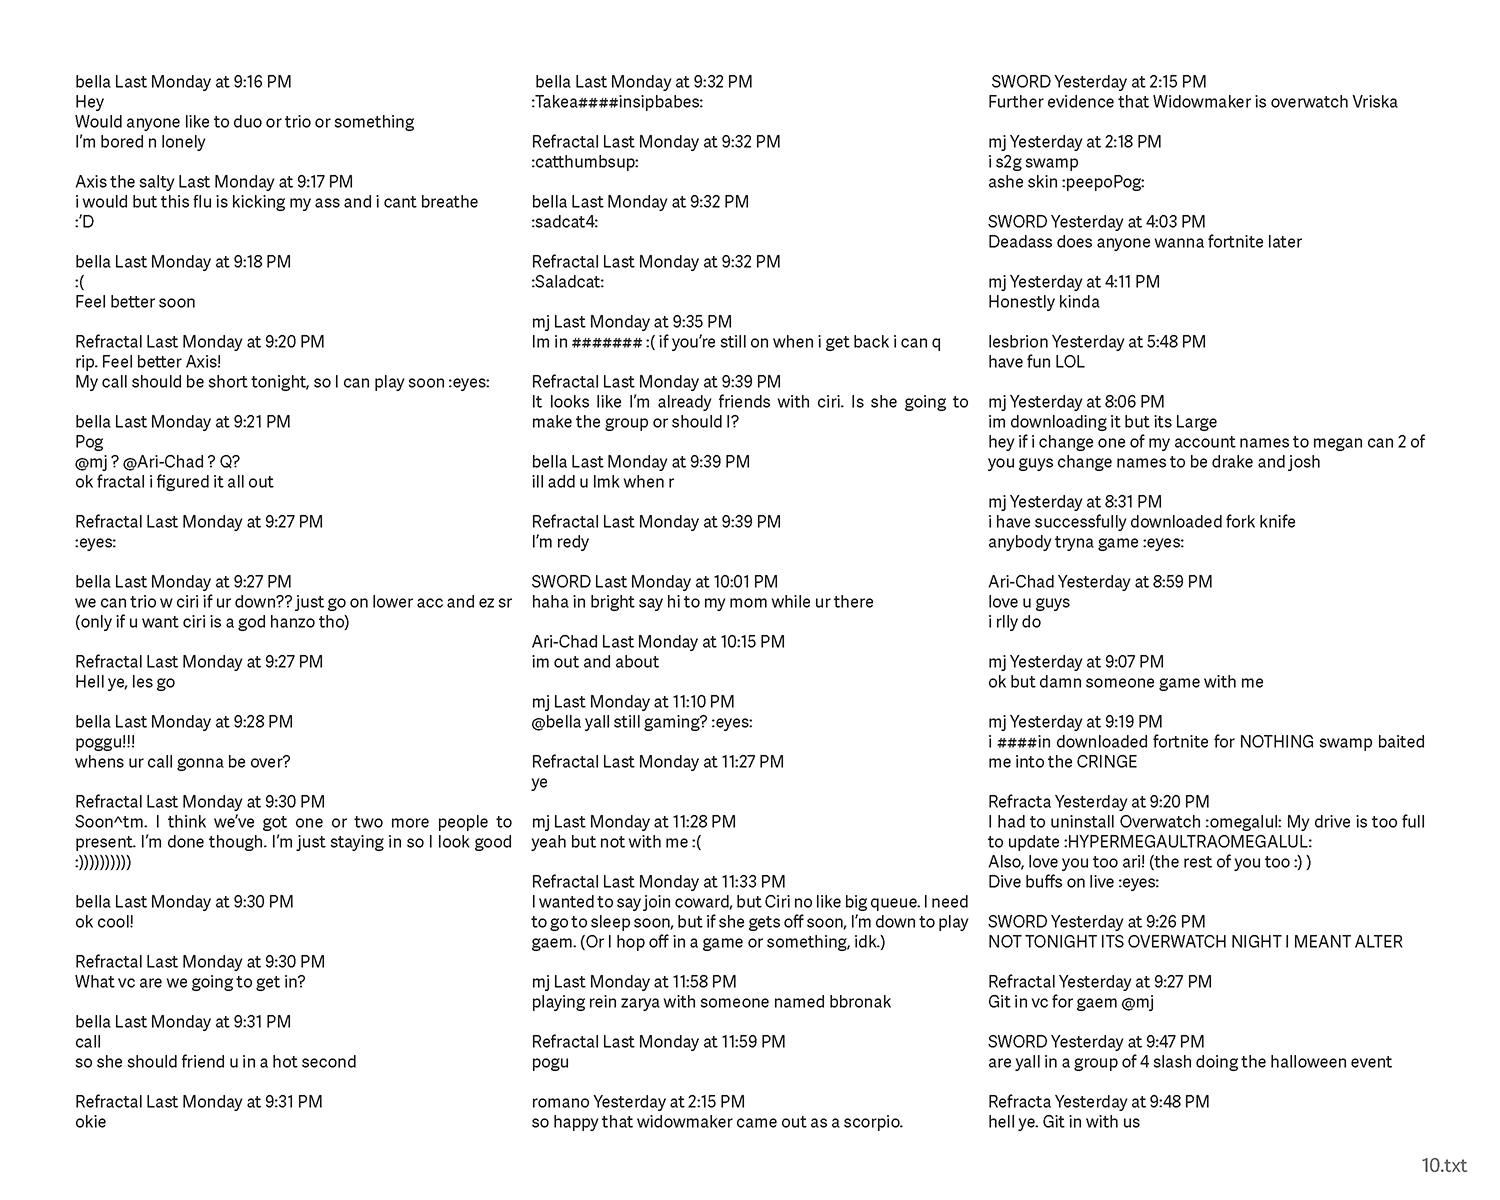 bella Last Monday at 9:16 PM
Hey
Would anyone like to duo or trio or something
I'm bored n lonely
Axis the salty Last Monday at 9:17 PM
i would but this flu is kicking my ass and i cant breathe
:'D
bella Last Monday at 9:18 PM
:(
Feel better soon
Refractal Last Monday at 9:20 PM
rip. Feel better Axis!
My call should be short tonight, so I can play soon :eyes:
bella Last Monday at 9:21 PM
Pog
@mj ? @Ari-Chad ? Q?
ok fractal i figured it all out
Refractal Last Monday at 9:27 PM
:eyes:
bella Last Monday at 9:27 PM
we can trio w ciri if ur down?? just go on lower acc and ez sr
(only if u want ciri is a god hanzo tho)
Refractal Last Monday at 9:27 PM
Hell ye, les go
bella Last Monday at 9:28 PM
poggu!!!
whens ur call gonna be over?
Refractal Last Monday at 9:30 PM
Soon^tm. I think we've got one or two more people to
present. I'm done though. I'm just staying in so I look good
:))))))))))
bella Last Monday at 9:30 PM
ok cool!
Refractal Last Monday at 9:30 PM
What vc are we going to get in?
bella Last Monday at 9:31 PM
call
so she should friend u in a hot second
Refractal Last Monday at 9:31 PM
okie
bella Last Monday at 9:32 PM
:Takea####insipbabes:
Refractal Last Monday at 9:32 PM
:catthumbsup:
bella Last Monday at 9:32 PM
:sadcat4:
Refractal Last Monday at 9:32 PM
:Saladcat:
mj Last Monday at 9:35 PM
Im in ####### :( if you're still on when i get back i can q
Refractal Last Monday at 9:39 PM
It looks like I'm already friends with ciri. Is she going to
make the group or should I?
bella Last Monday at 9:39 PM
ill add u lmk when r
Refractal Last Monday at 9:39 PM
I'm redy
SWORD Last Monday at 10:01 PM
haha in bright say hi to my mom while ur there
Ari-Chad Last Monday at 10:15 PM
im out and about
mj Last Monday at 11:10 PM
@bella yall still gaming? :eyes:
Refractal Last Monday at 11:27 PM
ye
mj Last Monday at 11:28 PM
yeah but not with me :(
Refractal Last Monday at 11:33 PM
I wanted to say join coward, but Ciri no like big queue. I need
to go to sleep soon, but if she gets off soon, I'm down to play
gaem. (Or I hop off in a game or something, idk.)
mj Last Monday at 11:58 PM
playing rein zarya with someone named bbronak
Refractal Last Monday at 11:59 PM
pogu
romano Yesterday at 2:15 PM
so happy that widowmaker came out as a scorpio.
SWORD Yesterday at 2:15 PM
Further evidence that Widowmaker is overwatch Vriska
mj Yesterday at 2:18 PM
i s2g swamp
ashe skin :peepoPog:
SWORD Yesterday at 4:03 PM
Deadass does anyone wanna fortnite later
mj Yesterday at 4:11 PM
Honestly kinda
lesbrion Yesterday at 5:48 PM
have fun LOL
mj Yesterday at 8:06 PM
im downloading it but its Large
hey if i change one of my account names to megan can 2 of
you guys change names to be drake and josh
mj Yesterday at 8:31 PM
i have successfully downloaded fork knife
anybody tryna game :eyes:
Ari-Chad Yesterday at 8:59 PM
love u guys
i rlly do
mj Yesterday at 9:07 PM
ok but damn someone game with me
mj Yesterday at 9:19 PM
i ####in downloaded fortnite for NOTHING swamp baited
me into the CRINGE
Refracta Yesterday at 9:20 PM
I had to uninstall Overwatch :omegalul: My drive is too full
to update :HYPERMEGAULTRAOMEGALUL:
Also, love you too ari! (the rest of you too :) )
Dive buffs on live :eyes:
SWORD Yesterday at 9:26 PM
NOT TONIGHT ITS OVERWATCH NIGHT I MEANT ALTER
Refractal Yesterday at 9:27 PM
Git in vc for gaem @mj
SWORD Yesterday at 9:47 PM
are yall in a group of 4 slash doing the halloween event
Refracta Yesterday at 9:48 PM
hell ye. Git in with us
10.txt